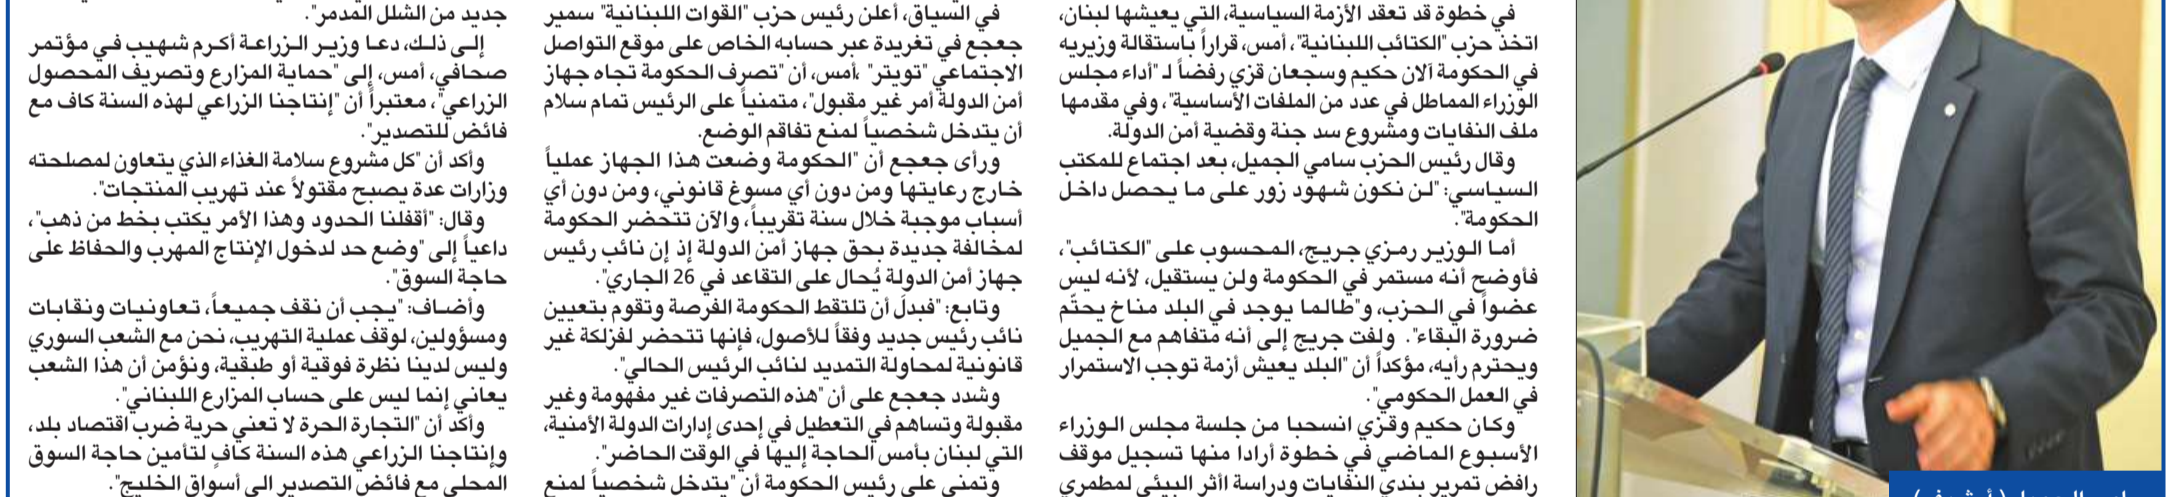 في خطوة قد تعقد الأزمة السياسية، التي يعيشها لبنان،
اتخذ حزب "الكتائب اللبنانية"، أمس، قراراً باستقالة وزيريه
في الحكومة آلان حكيم وسجعان قزي رفضاً لـ "أداء مجلس
الوزراء المماطل في عدد من الملفات الأساسية"، وفي مقدمها
ملف النفايات ومشروع سد جنة وقضية أمن الدولة.
وقال رئيس الحزب سامي الجميل، بعد اجتماع للمكتب
السياسي: "لن نكون شهود زور على ما يحصل داخل
الحكومة".
أما الوزير رمزي جريج، المحسوب على "الكتائب"،
فأوضح أنه مستمر في الحكومة ولن يستقيل، لأنه ليس
عضواً في الحزب، و"طالما يوجد في البلد مناخ يحتّم
ضرورة البقاء". ولفت جريج إلى أنه متفاهم مع الجميل
ويحترم رأيه، مؤكداً أن "البلد يعيش أزمة توجب الاستمرار
في العمل الحكومي".
وكان حكيم وقزي انسحبا من جلسة مجلس الوزراء
الأسبوع الماضي في خطوة أرادا منها تسجيل موقف
رافض تمرير بندي النفايات ودراسة اأثر البيئي لمطمري
في السياق، أعلن رئيس حزب "القوات اللبنانية" سمير
جعجع في تغريدة عبر حسابه الخاص على موقع التواصل
الاجتماعي "تويتر" ،أمس، أن "تصرف الحكومة تجاه جهاز
أمن الدولة أمر غير مقبول"، متمنياً على الرئيس تمام سلام
أن يتدخل شخصياً لمنع تفاقم الوضع.
ورأى جعجع أن "الحكومة وضعت هذا الجهاز عملياً
خارج رعايتها ومن دون أي مسوغ قانوني، ومن دون أي
أسباب موجبة خلال سنة تقريباً، والآن تتحضر الحكومة
لمخالفة جديدة بحق جهاز أمن الدولة إذ إن نائب رئيس
جهاز أمن الدولة يُحال على التقاعد في 26 الجاري".
وتابع: "فبدلَ أن تلتقط الحكومة الفرصة وتقوم بتعيين
نائب رئيس جديد وفقاً للأصول، فإنها تتحضر لفزلكة غير
قانونية لمحاولة التمديد لنائب الرئيس الحالي".
وشدد جعجع على أن "هذه التصرفات غير مفهومة وغير
مقبولة وتساهم في التعطيل في إحدى إدارات الدولة الأمنية،
التي لبنان بأمس الحاجة إليها في الوقت الحاضر".
وتمنى على رئيس الحكومة أن "يتدخل شخصياً لمنع
جديد من الشلل المدمر".
إلى ذلك، دعا وزير الزراعة أكرم شهيب في مؤتمر
صحافي، أمس، إلى "حماية المزارع وتصريف المحصول
الزراعي"، معتبراً أن "إنتاجنا الزراعي لهذه السنة كاف مع
فائض للتصدير".
وأكد أن "كل مشروع سلامة الغذاء الذي يتعاون لمصلحته
وزارات عدة يصبح مقتولاً عند تهريب المنتجات".
وقال: "أقفلنا الحدود وهذا الأمر يكتب بخط من ذهب"،
داعياً إلى "وضع حد لدخول الإنتاج المهرب والحفاظ على
حاجة السوق".
وأضاف: "يجب أن نقف جميعاً، تعاونيات ونقابات
ومسؤولين، لوقف عملية التهريب، نحن مع الشعب السوري
وليس لدينا نظرة فوقية أو طبقية، ونؤمن أن هذا الشعب
يعاني إنما ليس على حساب المزارع اللبناني".
وأكد أن "التجارة الحرة لا تعني حرية ضرب اقتصاد بلد،
وإنتاجنا الزراعي هذه السنة كافٍ لتأمين حاجة السوق
المحلي مع فائض التصدير الى أسواق الخليج".